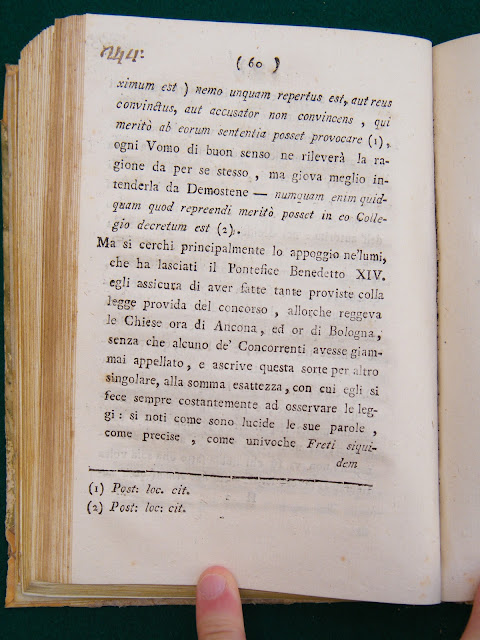 244:
( 60 )
ximum est ) nemo unquam repertus est, aut reus
convinctus, aut accusator non convincens , qui
meritò ab eorum sententia posset provocare (1),
ogni Vomo di buon senso ne rileverà la ra-
gione da per se stesso , ma giova meglio in-
tenderla da Demostene — numquam enim quid-
quam quod repreendi meritò posset in eo Colle-
gio decretum est (2).
Ma si cerchi principalmente lo appoggio ne'lumi,
che ha lasciati il Pontefice Benedetto XIV.
egli assicura di aver fatte tante proviste colla
legge provida del concorso , allorche reggeva
le Chiese ora di Ancona, ed or di Bologna,
senza che alcuno de' Concorrenti avesse giam-
mai appellato, e ascrive questa sorte per altro
singolare, alla somma esattezza, con cui egli si
fece sempre costantemente ad osservare le leg-
gi : si noti come sono lucide le sue parole ,
come precise , come univoche Freti siqui-
dem
(1) Post: loc. cit.
(2) Post: loc: cit.